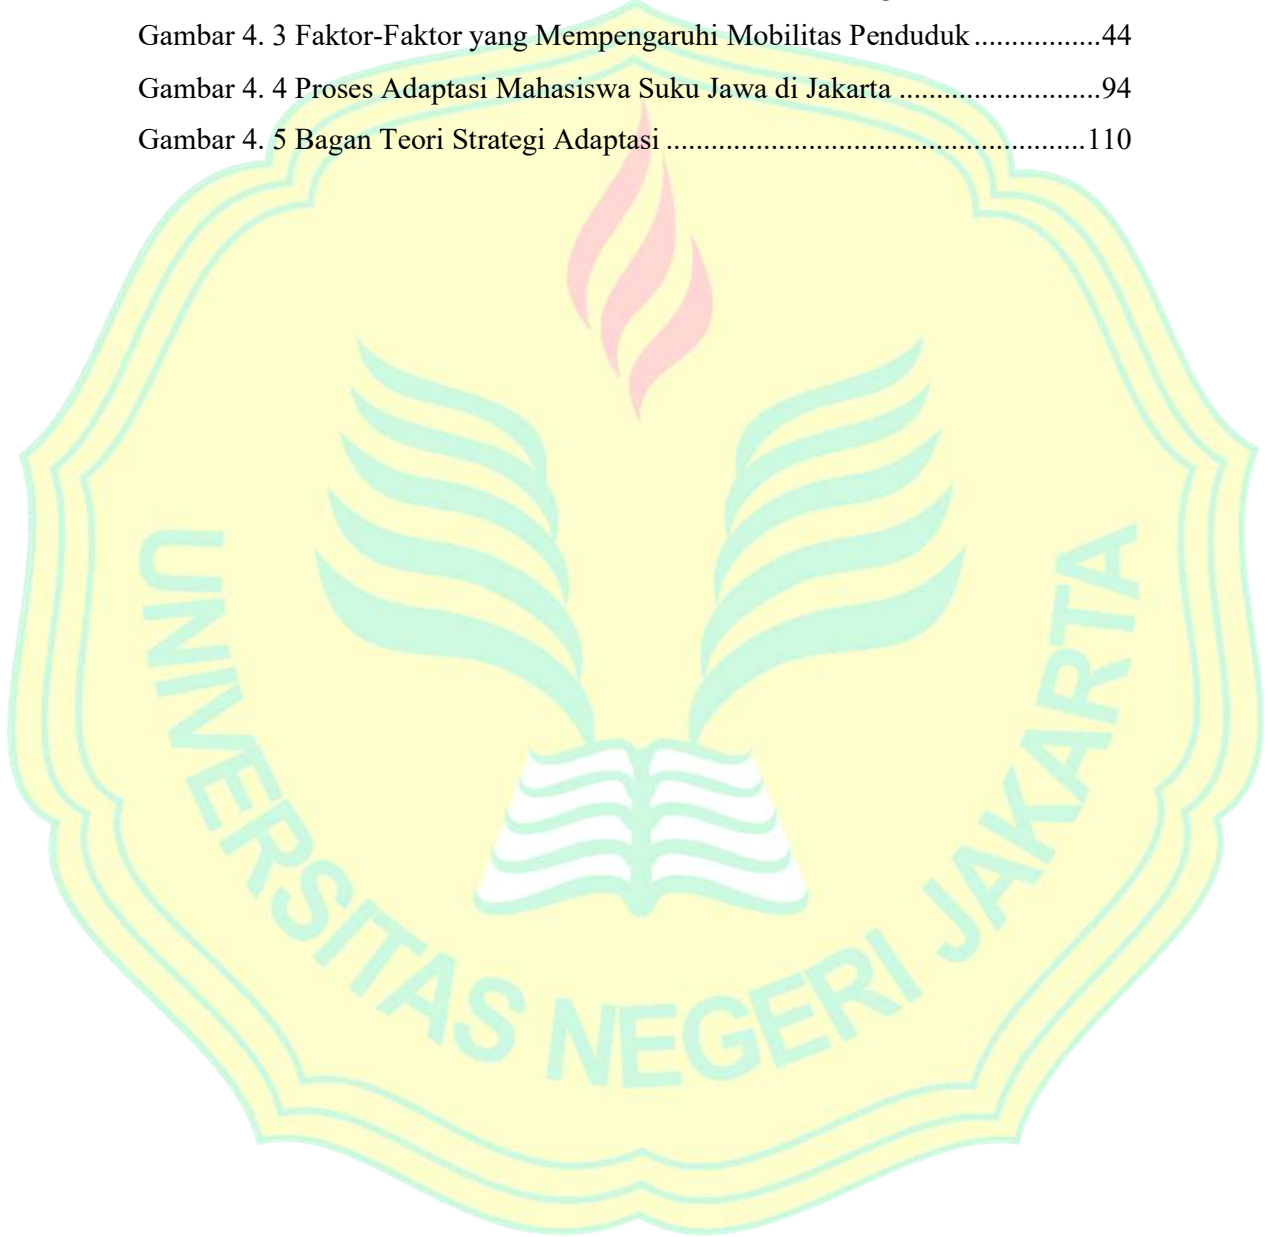 Gambar 4. 3 Faktor-Faktor yang Mempengaruhi Mobilitas Penduduk.................44
Gambar 4. 4 Proses Adaptasi Mahasiswa Suku Jawa di Jakarta ...........................94
Gambar 4. 5 Bagan Teori Strategi Adaptasi ........................................................110
UNIVERSITAS NEGERI JAKARTA